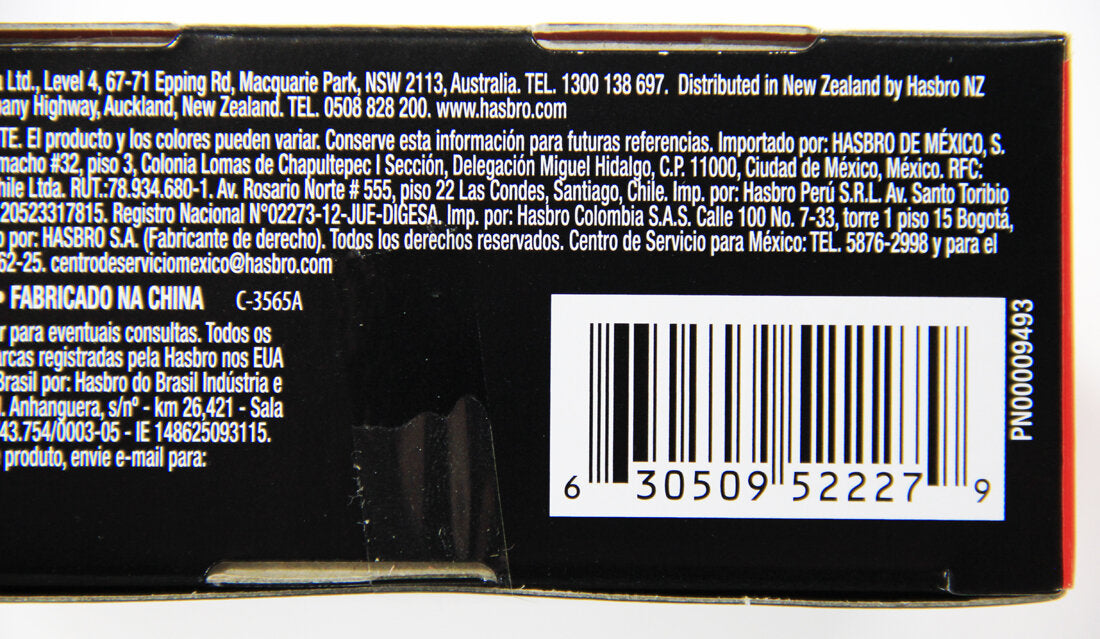 Ltd., Level 4, 67-71 Epping Rd, Macquarie Park, NSW 2113, Australia. TEL. 1300 138 697. Distributed in New Zealand by Hasbro NZ
Highway, Auckland, New Zealand. TEL. 0508 828 200. www.hasbro.com
TE. El producto y los colores pueden variar. Conserve esta información para futuras referencias. Importado por: HASBRO DE MÉXICO, S.
macho #32, piso 3, Colonia Lomas de Chapultepec I Sección, Delegación Miguel Hidalgo, C.P. 11000, Ciudad de México, México. RFC:
hile Ltda. RUT.:78.934.680-1. Av. Rosario Norte # 555, piso 22 Las Condes, Santiago, Chile. Imp. por: Hasbro Perú S.R.L. Av. Santo Toribio
20523317815. Registro Nacional N°02273-12-JUE-DIGESA. Imp. por: Hasbro Colombia S.A.S. Calle 100 No. 7-33, torre 1 piso 15 Bogotá,
por: HASBRO S.A. (Fabricante de derecho). Todos los derechos reservados. Centro de Servicio para México: TEL. 5876-2998 y para el
62-25. centrodeserviciomexico@hasbro.com
• FABRICADO NA CHINA C-3565A
r para eventuais consultas. Todos os
arcas registradas pela Hasbro nos EUA
Brasil por: Hasbro do Brasil Indústria e
. Anhanguera, s/nº - km 26,421 - Sala
43.754/0003-05 - IE 148625093115.
produto, envie e-mail para:
6 30509 52227 9
PN00009493